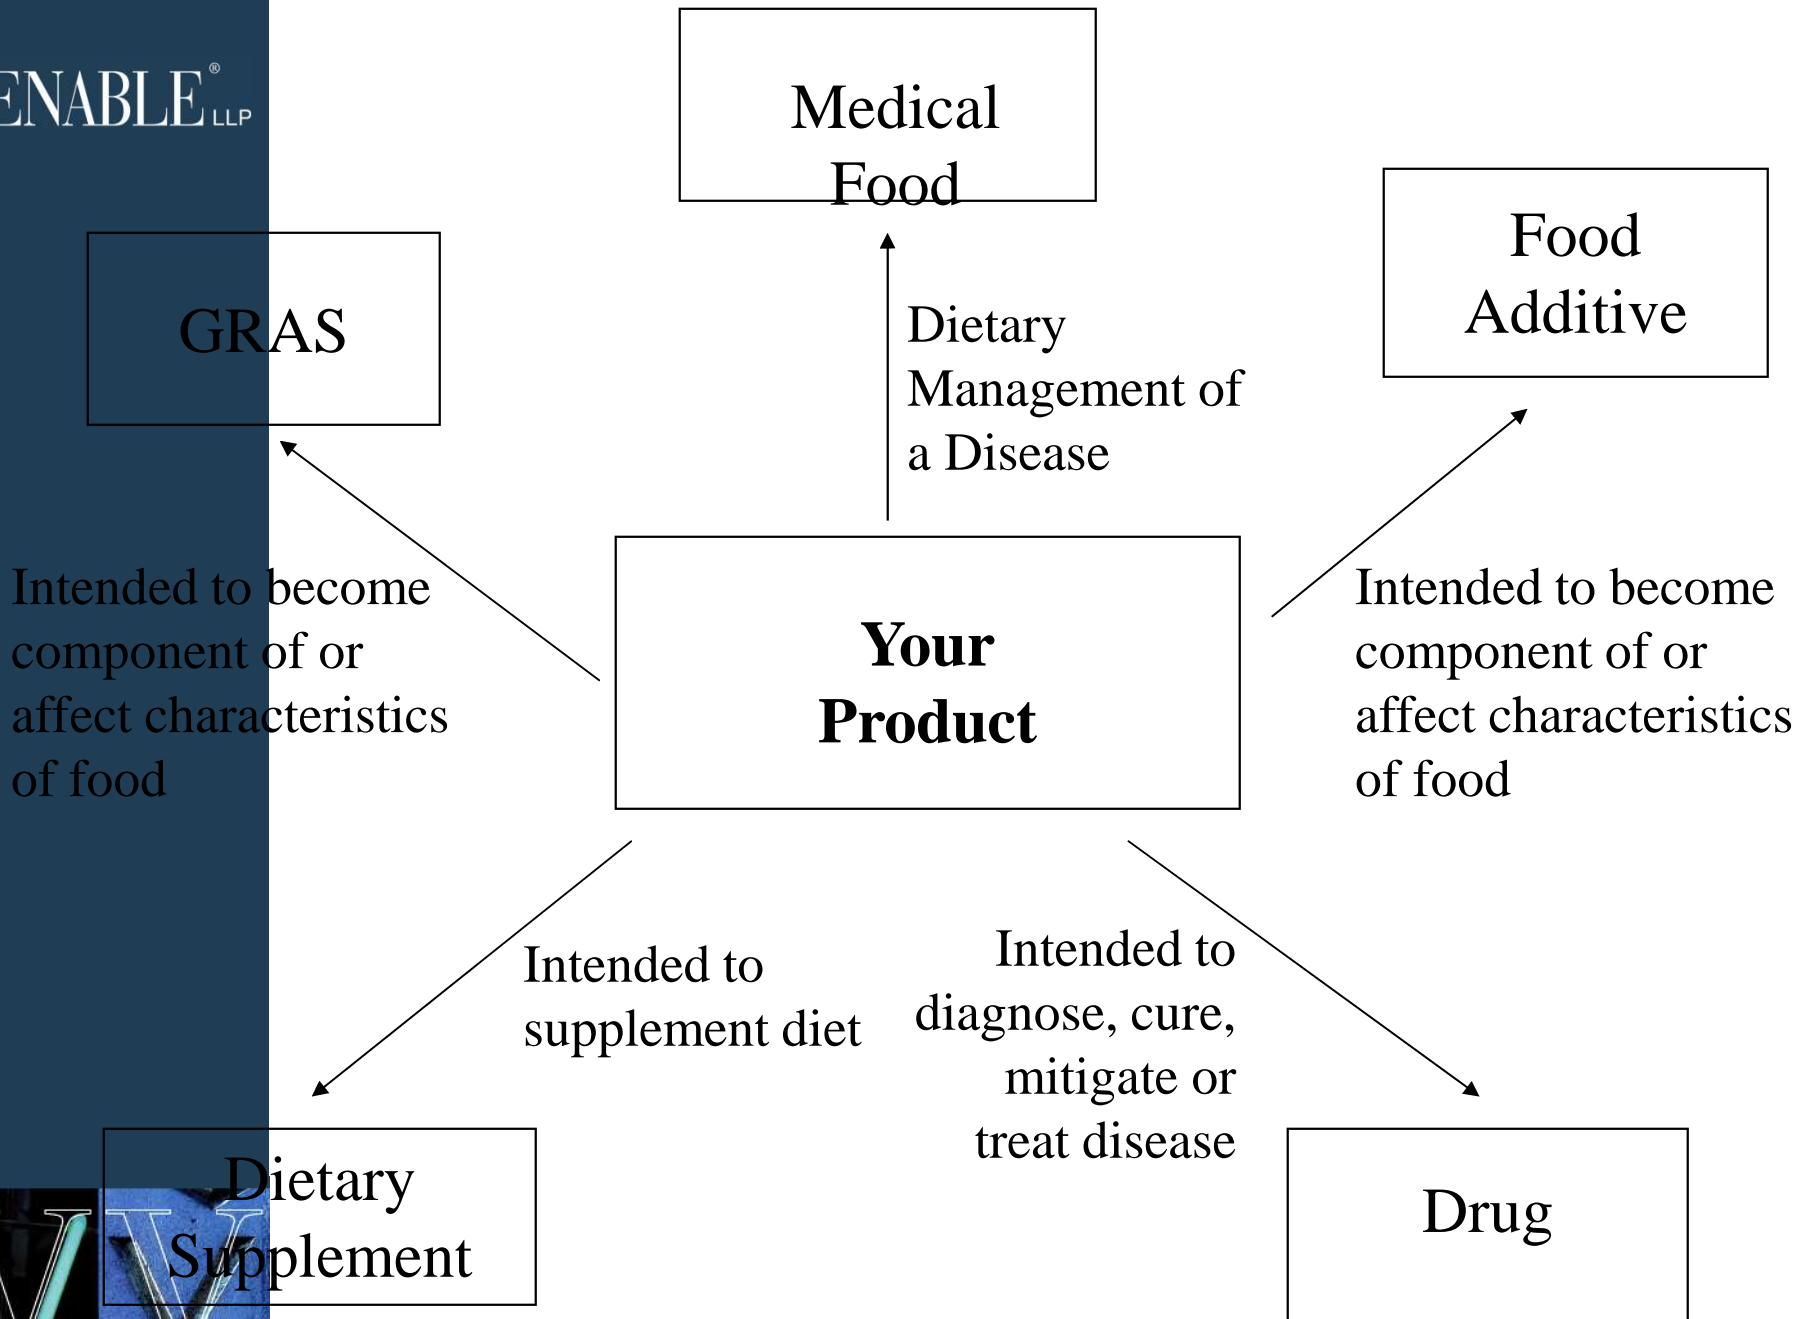 ENABLE® LLP
Medical
Food
Food
Additive
GRAS
Dietary
Management of
a Disease
Intended to become
component of or
affect characteristics
of food
Your
Product
Intended to become
component of or
affect characteristics
of food
Intended to
supplement diet
Intended to
diagnose, cure,
mitigate or
treat disease
Dietary
Supplement
Drug